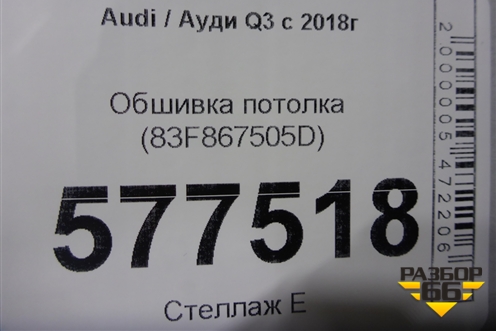 Audi / Ауди Q3 с 2018г
Обшивка потолка
(83F867505D)
577518
Стеллаж Е
2000005472206
РАЗБОР
66